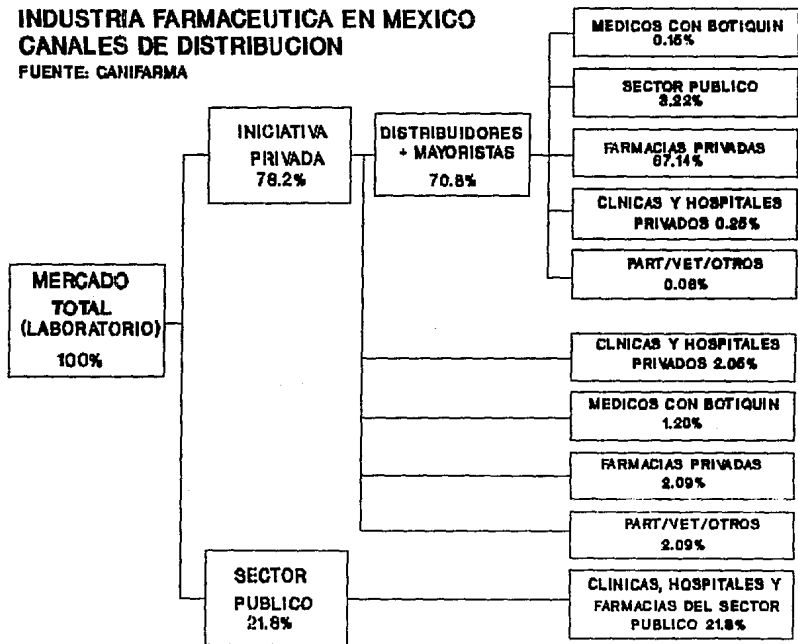 INDUSTRIA FARMACEUTICA EN MEXICO
CANALES DE DISTRIBUCION
FUENTE: CANIFARMA
MERCADO
TOTAL
(LABORATORIO)
100%
INICIATIVA
PRIVADA
78.2%
DISTRIBUIDORES
+ MAYORISTAS
70.8%
MEDICOS CON BOTIQUIN
0.15%
SECTOR PUBLICO
3.22%
FARMACIAS PRIVADAS
67.14%
CLNICAS Y HOSPITALES
PRIVADOS 0.25%
PART/VET/OTROS
0.06%
CLNICAS Y HOSPITALES
PRIVADOS 2.05%
MEDICOS CON BOTIQUIN
1.20%
FARMACIAS PRIVADAS
2.09%
PART/VET/OTROS
2.09%
SECTOR
PUBLICO
21.8%
CLINICAS, HOSPITALES Y
FARMACIAS DEL SECTOR
PUBLICO 21.8%